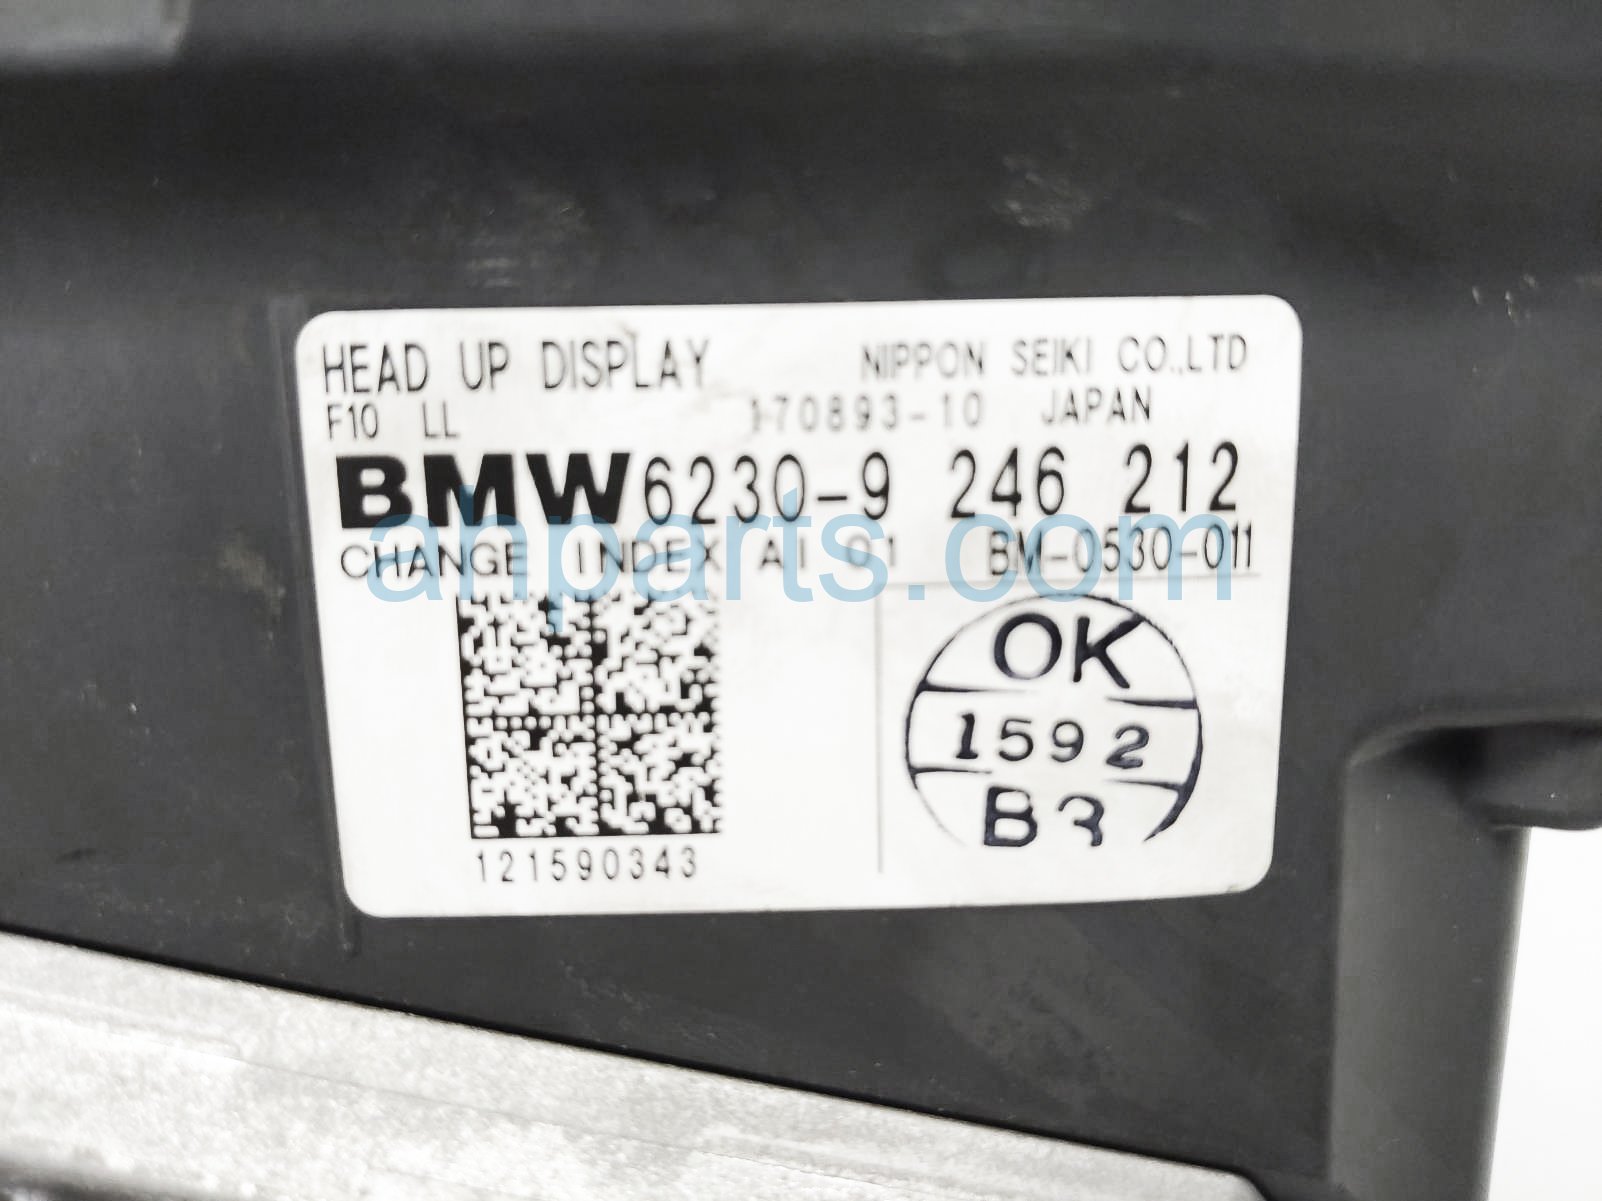 HEAD UP DISPLAY NIPPON SEIKI CO.,LTD
F10 LL 170893-10 JAPAN
BMW 6230-9 246 212
CHANGE INDEX AI 01 BM-0530-011
ahparts.com
OK
1592
B3
121590343